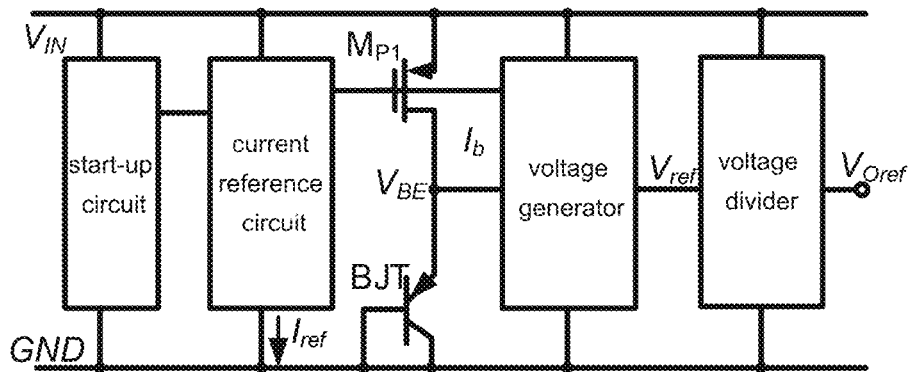 V_IN
M_P1
start-up
circuit
current
reference
circuit
I_b
V_BE
voltage
generator
V_ref
voltage
divider
V_Oref
BJT
I_ref
GND